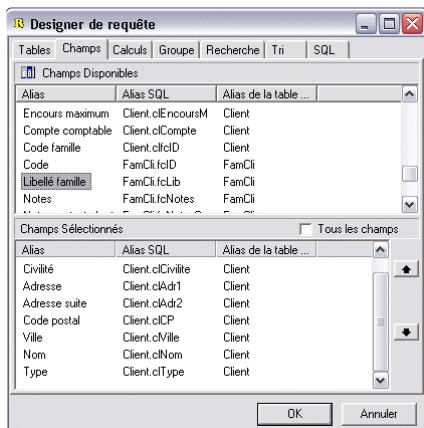 Designer de requête
Tables Champs Calculs Groupe Recherche Tri SQL
Champs Disponibles
Alias Alias SQL Alias de la table ...
Encours maximum Client.clEncoursM Client
Compte comptable Client.clCompte Client
Code famille Client.clfcID Client
Code FamCli.fcID FamCli
Libellé famille FamCli.fcLib FamCli
Notes FamCli.fcNotes FamCli
Champs Sélectionnés Tous les champs
Alias Alias SQL Alias de la table ...
Civilité Client.clCivilite Client
Adresse Client.clAdr1 Client
Adresse suite Client.clAdr2 Client
Code postal Client.clCP Client
Ville Client.clVille Client
Nom Client.clNom Client
Type Client.clType Client
OK Annuler